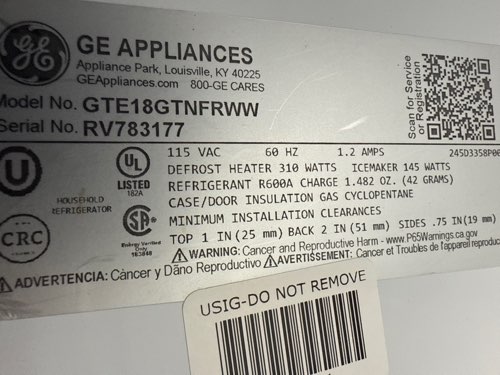 GE APPLIANCES
Appliance Park, Louisville, KY 40225
GEAppliances.com 800-GE CARES
Model No. GTE18GTNFRWW
Serial No. RV783177
Scan for Service
or Registration
115 VAC 60 HZ 1.2 AMPS 245D3358P00
DEFROST HEATER 310 WATTS ICEMAKER 145 WATTS
REFRIGERANT R600A CHARGE 1.482 OZ. (42 GRAMS)
CASE/DOOR INSULATION GAS CYCLOPENTANE
MINIMUM INSTALLATION CLEARANCES
TOP 1 IN (25 mm) BACK 2 IN (51 mm) SIDES .75 IN (19 mm)
U
UL
LISTED
182A
HOUSEHOLD
REFRIGERATOR
CRC
SA
Energy Verified
Only
WARNING: Cancer and Reproductive Harm - www.P65Warnings.ca.gov
ADVERTENCIA: Cáncer y Daño Reproductivo AVERTISSEMENT: Cancer et Troubles de l'appareil reproducteur
USIG-DO NOT REMOVE